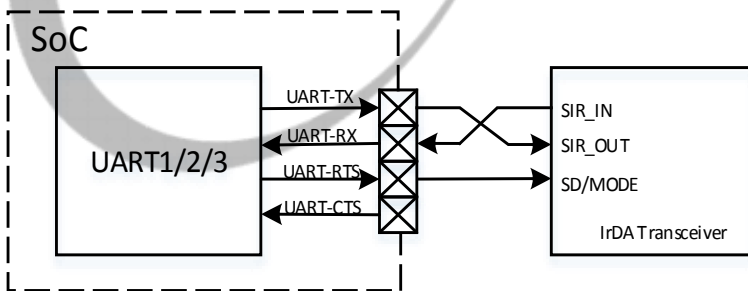 SoC
UART1/2/3
UART-TX
UART-RX
UART-RTS
UART-CTS
SIR_IN
SIR_OUT
SD/MODE
IrDA Transceiver